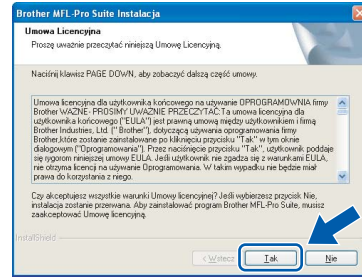 Brother MFL-Pro Suite Instalacja
Umowa Licencyjna
Proszę uważnie przeczytać niniejszą Umowę Licencyjną.
Naciśnij klawisz PAGE DOWN, aby zobaczyć dalszą część umowy.
Umowa licencyjna dla użytkownika końcowego na używanie OPROGRAMOWNIA firmy
Brother WAŻNE- PROSIMY UWAŻNIE PRZECZYTAĆ:Ta umowa licencyjna dla
użytkownika końcowego ("EULA") jest prawną umową między użytkownikiem i firmą
Brother Industries, Ltd. ("Brother"), dotyczącą używania oprogramowania firmy
Brother,które zostanie zainstalowane po kliknięciu przycisku "Tak" w tym oknie
dialogowym ("Oprogramowania"). Przez naciśnięcie przycisku "Tak", użytkownik poddaje
się rygorom niniejszej umowy EULA. Jeśli użytkownik nie zgadza się z warunkami EULA,
nie otrzyma licencji na używanie Oprogramowania. W takim wypadku nie będzie miał
prawa do korzystania z niego.
Czy akceptujesz wszystkie warunki Umowy licencyjnej? Jeśli wybierzesz przycisk Nie,
instalacja zostanie przerwana. Aby zainstalować program Brother MFL-Pro Suite, musisz
zaakceptować Umowę licencyjną.
InstallShield
< Wstecz Tak Nie